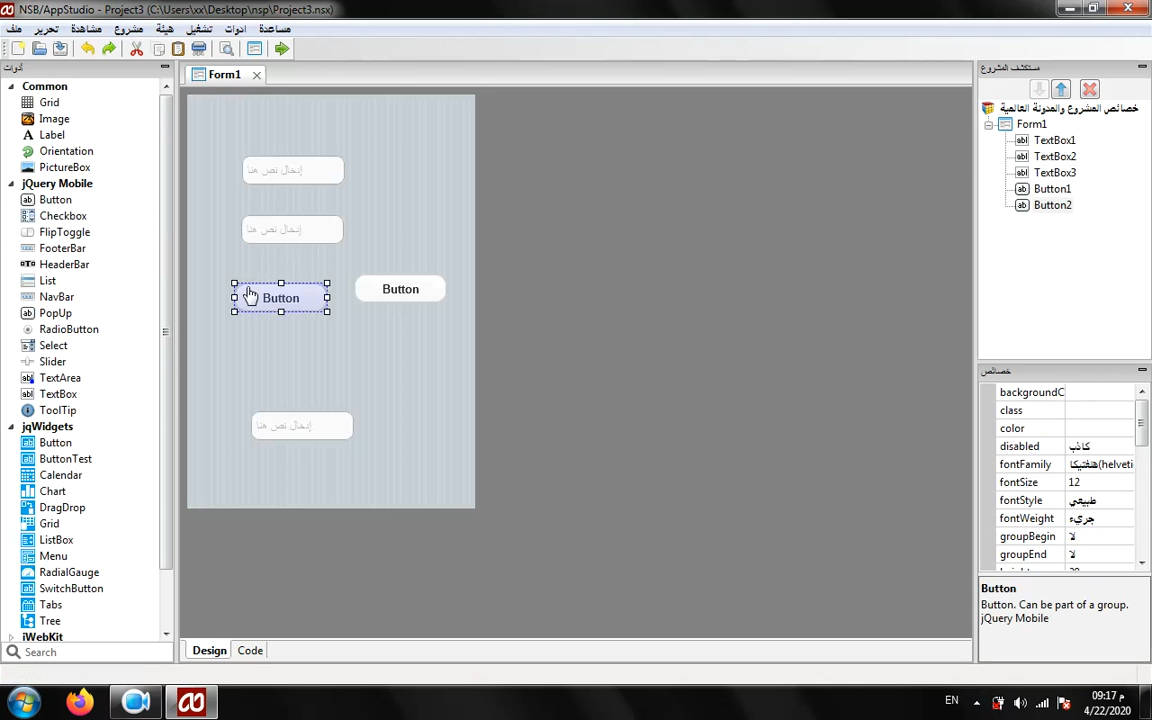 NSB/AppStudio - Project3 (C:\Users\xx\Desktop\nsp\Project3.nsx)
ملف تحرير مشاهدة مشروع هيئة تشغيل ادوات مساعدة
أدوات
Common
Grid
Image
Label
Orientation
PictureBox
jQuery Mobile
Button
Checkbox
FlipToggle
FooterBar
HeaderBar
List
NavBar
PopUp
RadioButton
Select
Slider
TextArea
TextBox
ToolTip
jqWidgets
Button
ButtonTest
Calendar
Chart
DragDrop
Grid
ListBox
Menu
RadialGauge
SwitchButton
Tabs
Tree
iWebKit
Search
Form1
إدخال نص هنا
إدخال نص هنا
Button
Button
إدخال نص هنا
Design Code
مستكشف المشروع
خصائص المشروع والمدونة العالمية
Form1
TextBox1
TextBox2
TextBox3
Button1
Button2
خصائص
backgroundC
class
color
disabled كاذب
fontFamily هلفتيكا(helveti
fontSize 12
fontStyle طبيعي
fontWeight جريء
groupBegin لا
groupEnd لا
Button
Button. Can be part of a group.
jQuery Mobile
EN
09:17 م
4/22/2020